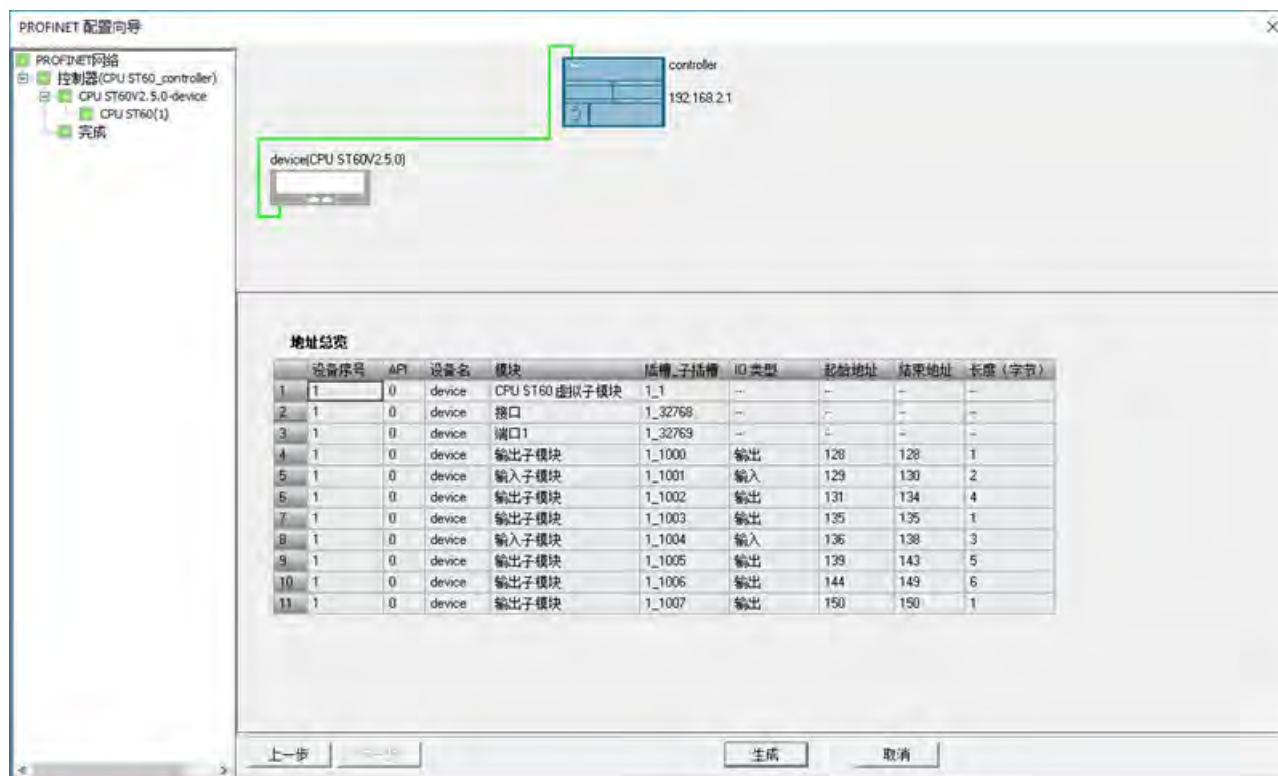 PROFINET 配置向导
PROFINET网络
控制器(CPU ST60_controller)
CPU ST60V2.5.0-device
CPU ST60(1)
完成
controller
192.168.2.1
device(CPU ST60V2.5.0)
地址总览
设备序号 API 设备名 模块 插槽_子插槽 IO 类型 起始地址 结束地址 长度（字节）
1 1 0 device CPU ST60 虚拟子模块 1_1 -- -- -- --
2 1 0 device 接口 1_32768 -- -- -- --
3 1 0 device 端口1 1_32769 -- -- -- --
4 1 0 device 输出子模块 1_1000 输出 128 128 1
5 1 0 device 输入子模块 1_1001 输入 129 130 2
6 1 0 device 输出子模块 1_1002 输出 131 134 4
7 1 0 device 输出子模块 1_1003 输出 135 135 1
8 1 0 device 输入子模块 1_1004 输入 136 138 3
9 1 0 device 输出子模块 1_1005 输出 139 143 5
10 1 0 device 输出子模块 1_1006 输出 144 149 6
11 1 0 device 输出子模块 1_1007 输出 150 150 1
上一步 生成 取消